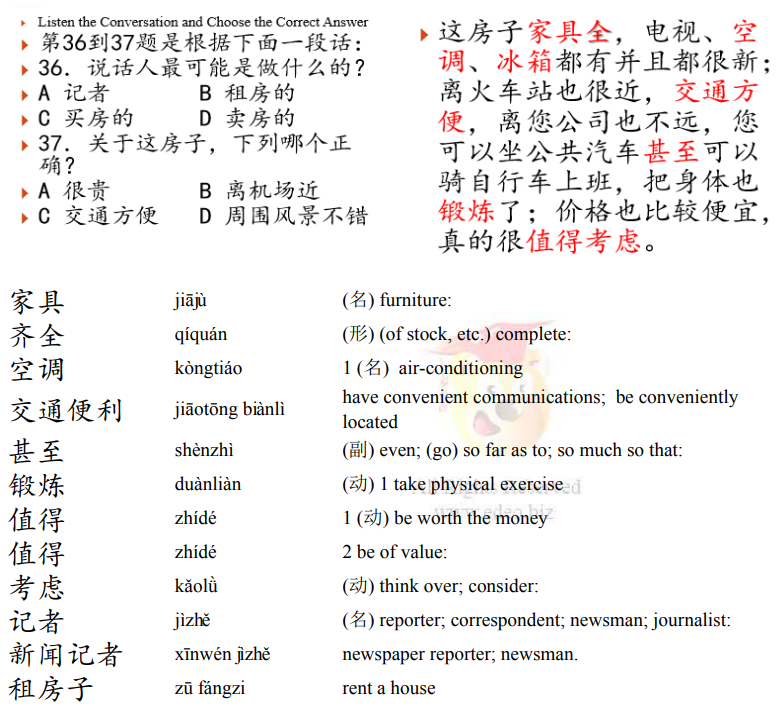 Listen the Conversation and Choose the Correct Answer
第36到37题是根据下面一段话：
36. 说话人最可能是做什么的？
A 记者 B 租房的
C 买房的 D 卖房的
37. 关于这房子，下列哪个正
确？
A 很贵 B 离机场近
C 交通方便 D 周围风景不错
这房子家具全，电视、空
调、冰箱都有并且都很新；
离火车站也很近，交通方
便，离您公司也不远，您
可以坐公共汽车甚至可以
骑自行车上班，把身体也
锻炼了；价格也比较便宜，
真的很值得考虑。
家具 jiājù (名) furniture:
齐全 qíquán (形) (of stock, etc.) complete:
空调 kòngtiáo 1 (名) air-conditioning
交通便利 jiāotōng biànlì have convenient communications; be conveniently
located
甚至 shènzhì (副) even; (go) so far as to; so much so that:
锻炼 duànliàn (动) 1 take physical exercise
值得 zhídé 1 (动) be worth the money
值得 zhídé 2 be of value:
考虑 kǎolǜ (动) think over; consider:
记者 jìzhě (名) reporter; correspondent; newsman; journalist:
新闻记者 xīnwén jìzhě newspaper reporter; newsman.
租房子 zū fángzi rent a house
All Rights Reserved
www.edeo.biz